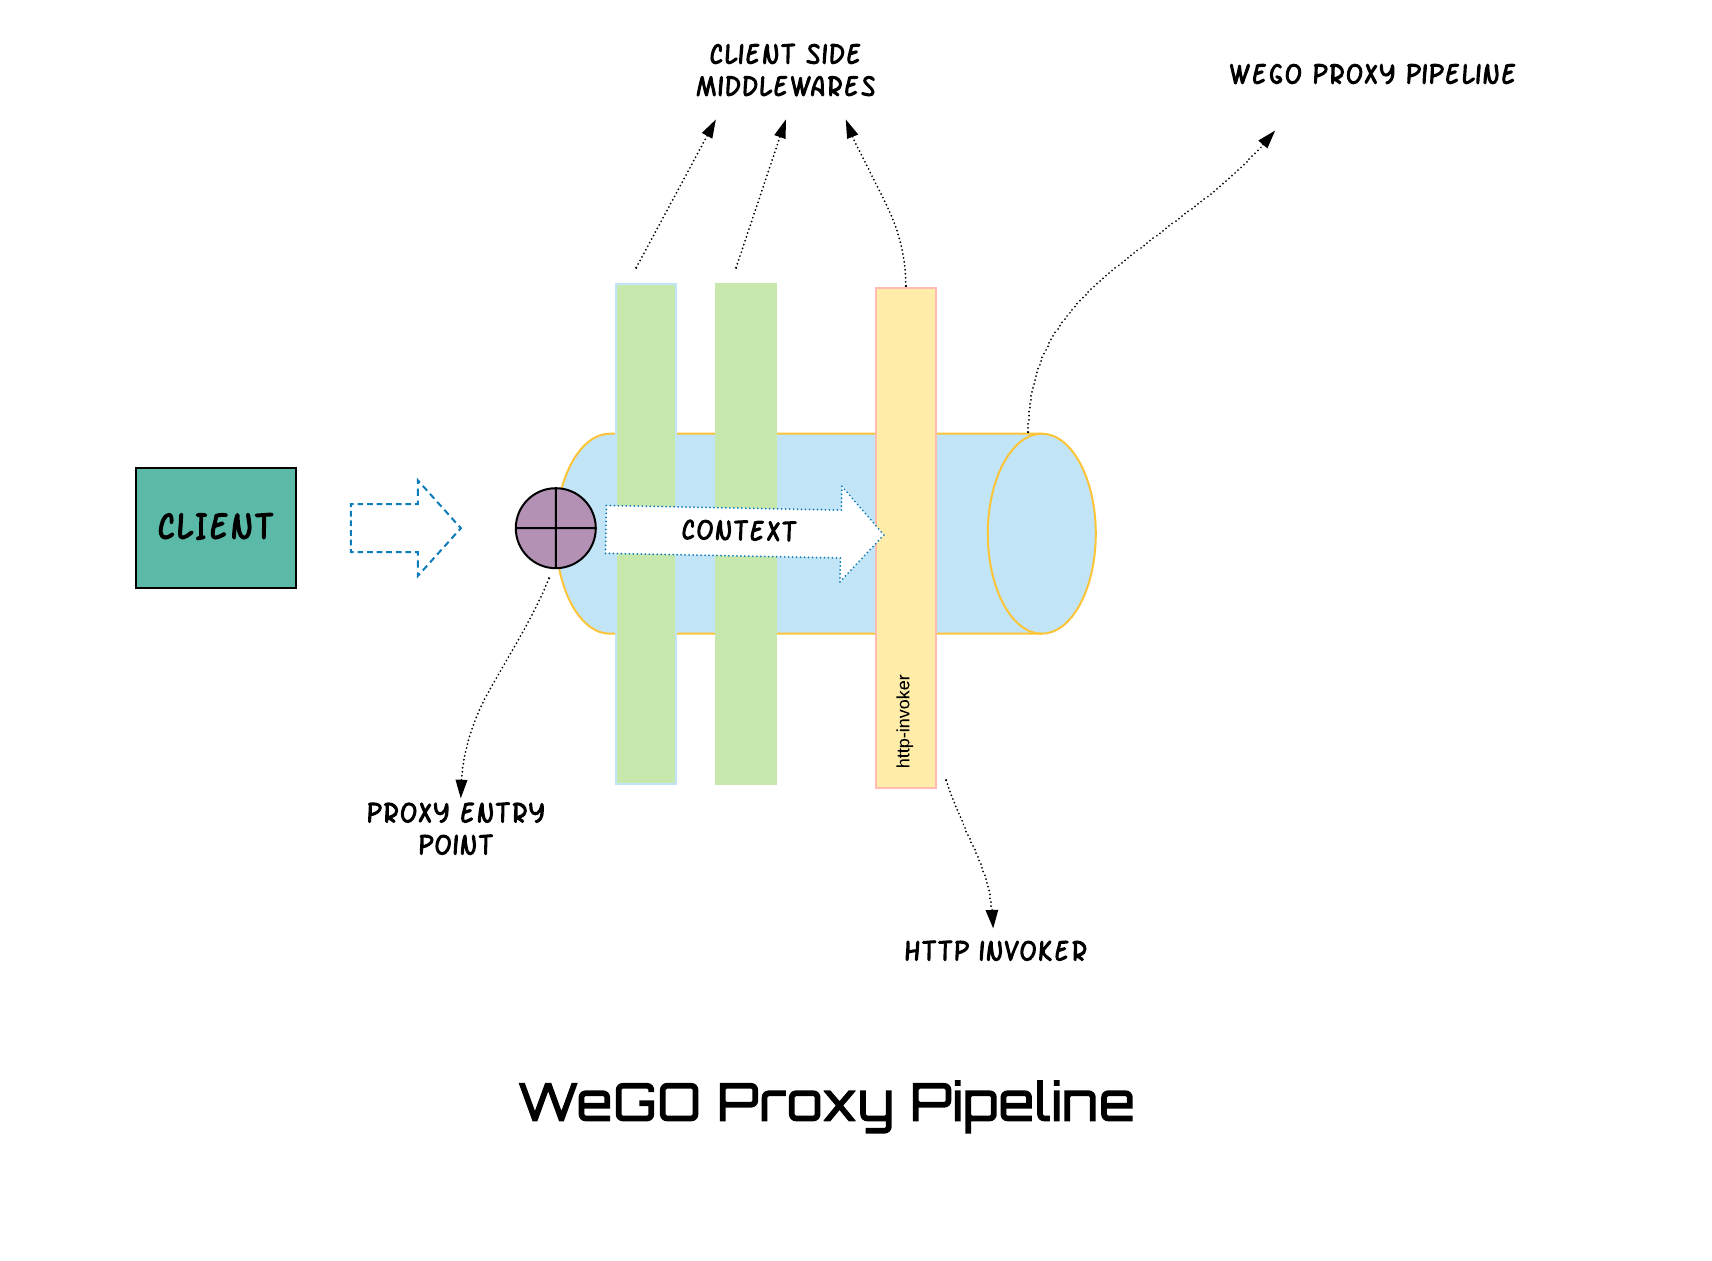 CLIENT SIDE
MIDDLEWARES
WEGO PROXY PIPELINE
CLIENT
CONTEXT
http-invoker
PROXY ENTRY
POINT
HTTP INVOKER
WeGO Proxy Pipeline